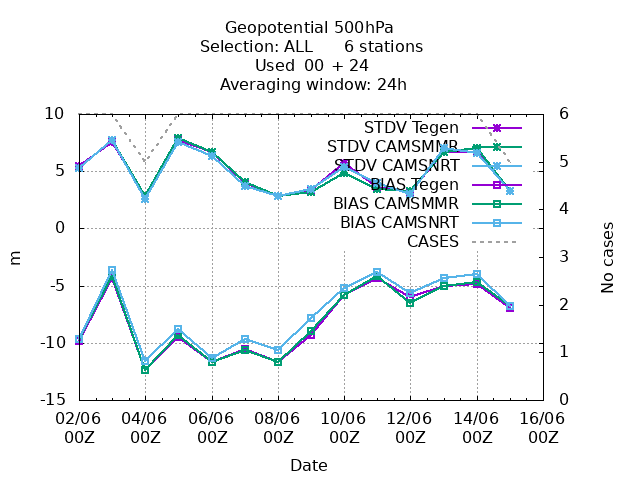 Geopotential 500hPa
Selection: ALL 6 stations
Used 00 + 24
Averaging window: 24h
10
5
0
-5
-10
-15
m
STDV Tegen
STDV CAMSMMR
STDV CAMSNRT
BIAS Tegen
BIAS CAMSMMR
BIAS CAMSNRT
CASES
6
5
4
3
2
1
0
No cases
02/06 04/06 06/06 08/06 10/06 12/06 14/06 16/06
00Z 00Z 00Z 00Z 00Z 00Z 00Z 00Z
Date